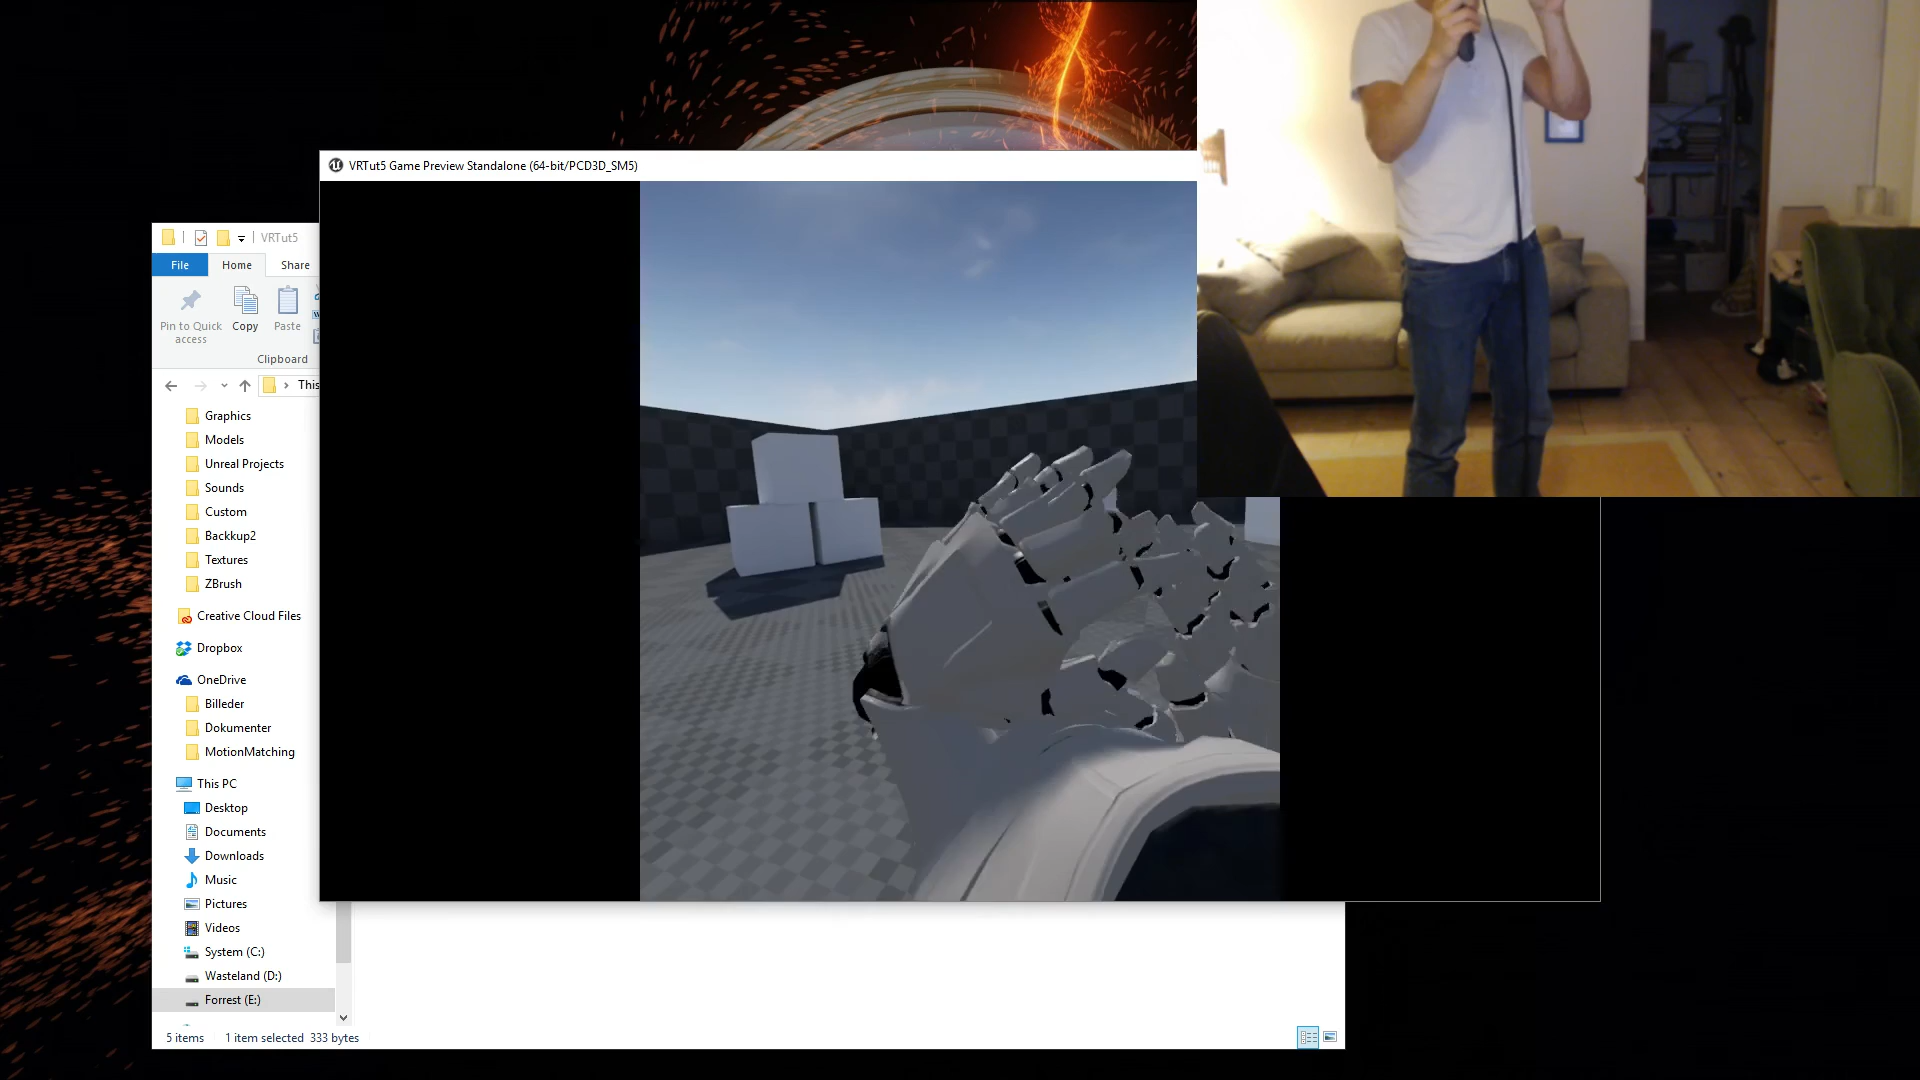 VRTut5 Game Preview Standalone (64-bit/PCD3D_SM5)
VRTut5
File Home Share
Pin to Quick access Copy Paste
Clipboard
This
Graphics
Models
Unreal Projects
Sounds
Custom
Backkup2
Textures
ZBrush
Creative Cloud Files
Dropbox
OneDrive
Billeder
Dokumenter
MotionMatching
This PC
Desktop
Documents
Downloads
Music
Pictures
Videos
System (C:)
Wasteland (D:)
Forrest (E:)
5 items 1 item selected 333 bytes